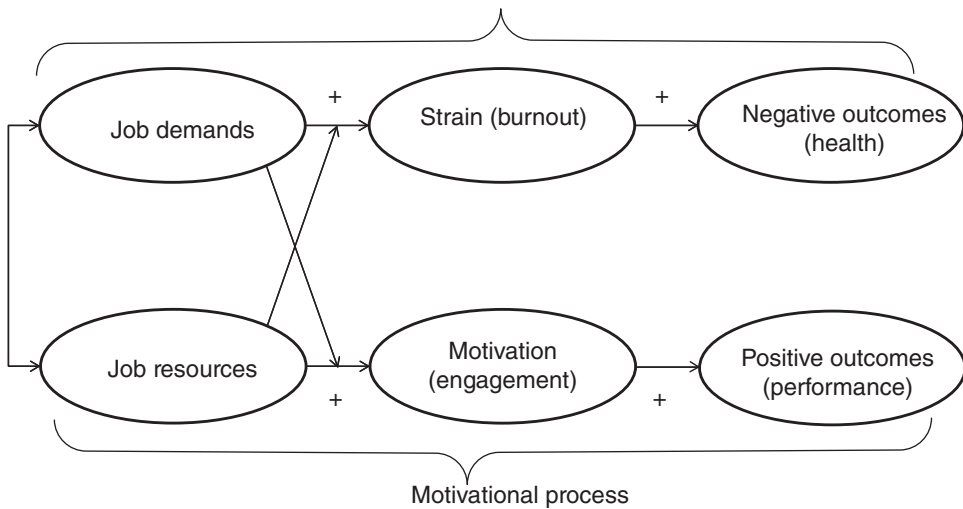 +
+
Job demands
Strain (burnout)
Negative outcomes
(health)
Job resources
Motivation
(engagement)
Positive outcomes
(performance)
+
+
Motivational process